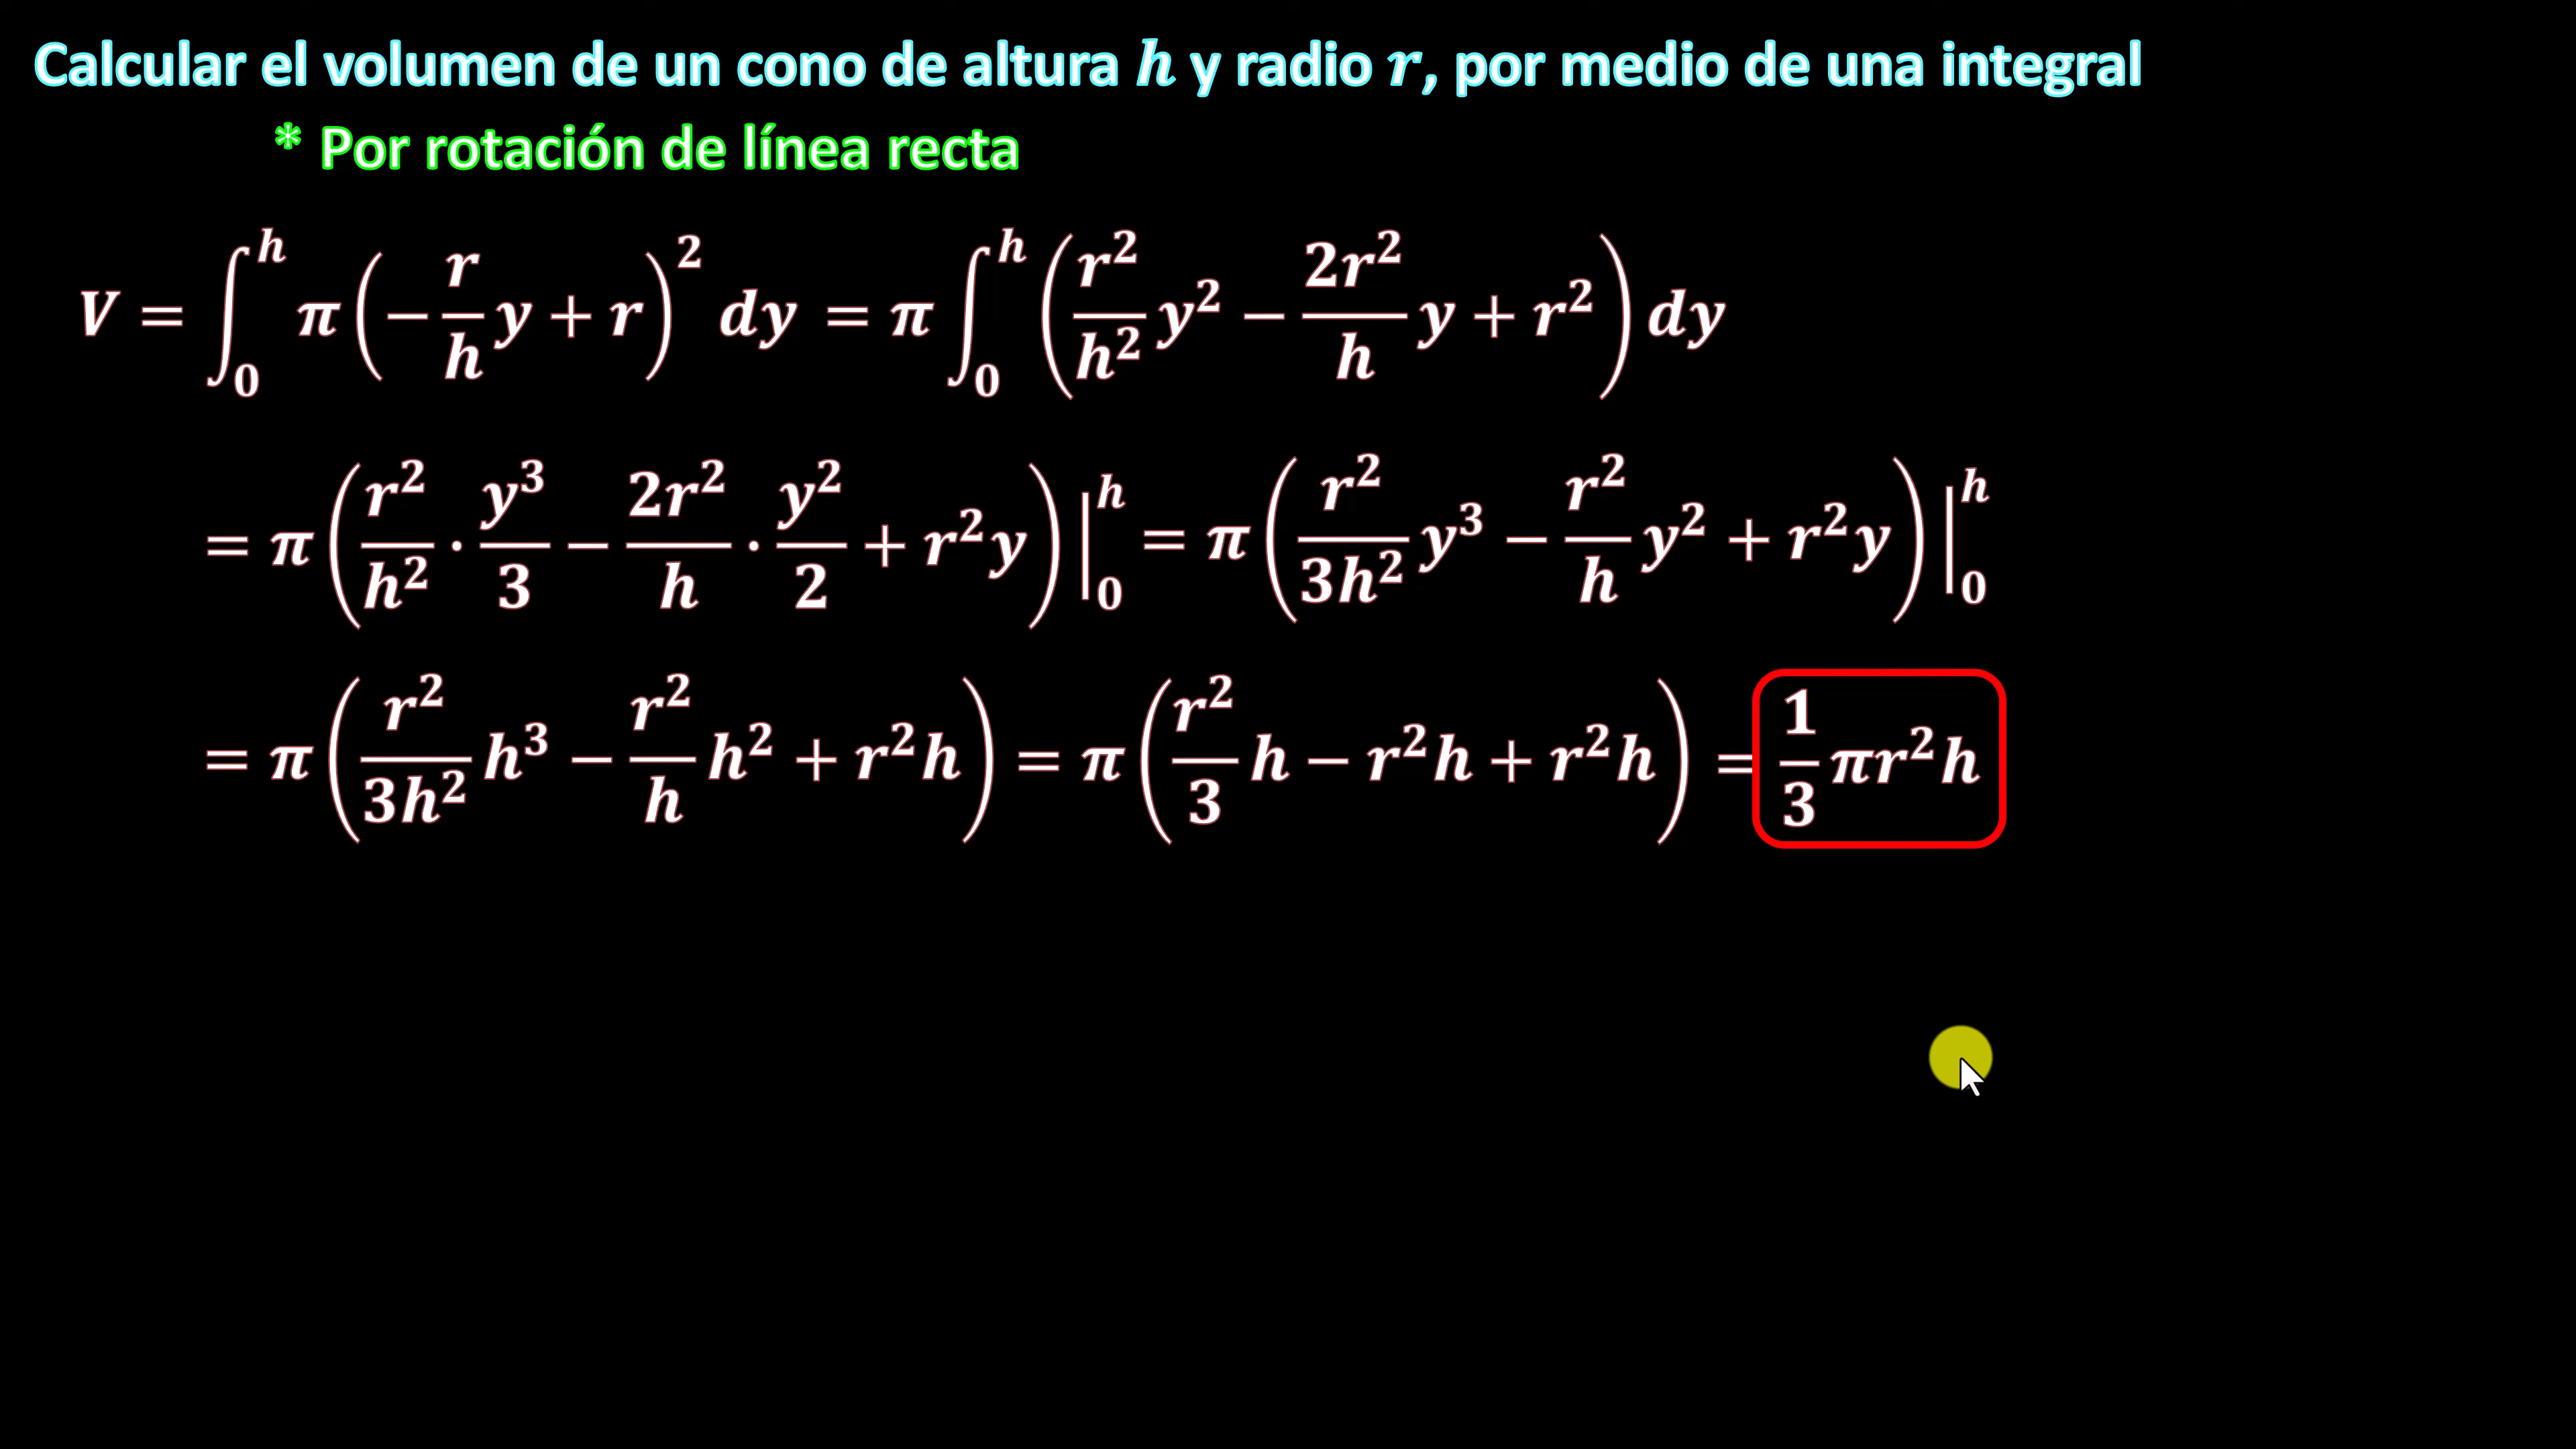 Calcular el volumen de un cono de altura h y radio r, por medio de una integral
* Por rotación de línea recta
V = ∫₀ʰ π(−(r/h)y + r)² dy = π ∫₀ʰ ((r²/h²)y² − (2r²/h)y + r²) dy
= π((r²/h²)·(y³/3) − (2r²/h)·(y²/2) + r²y)|₀ʰ = π((r²/3h²)y³ − (r²/h)y² + r²y)|₀ʰ
= π((r²/3h²)h³ − (r²/h)h² + r²h) = π((r²/3)h − r²h + r²h) = (1/3)πr²h